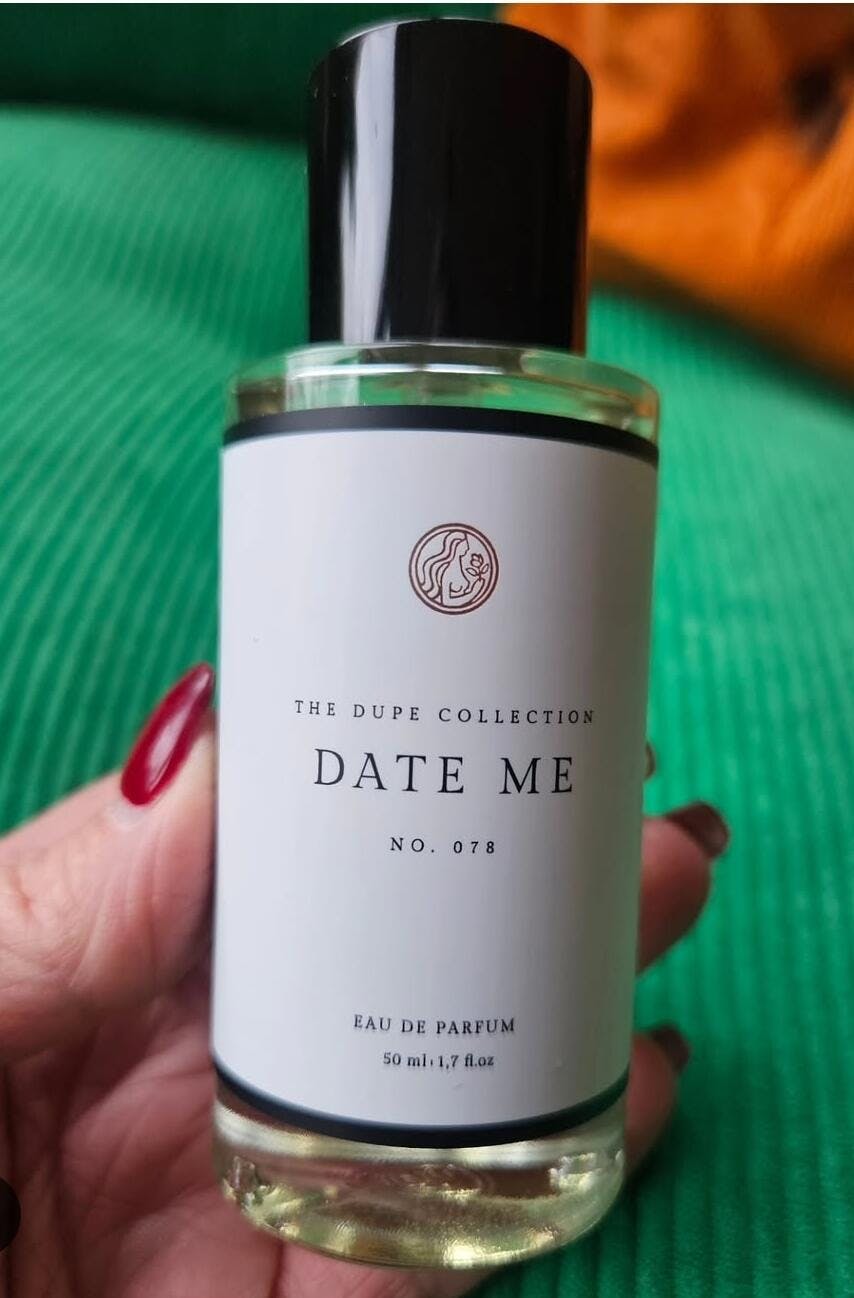 THE DUPE COLLECTION
DATE ME
NO. 078
EAU DE PARFUM
50 ml, 1,7 fl.oz